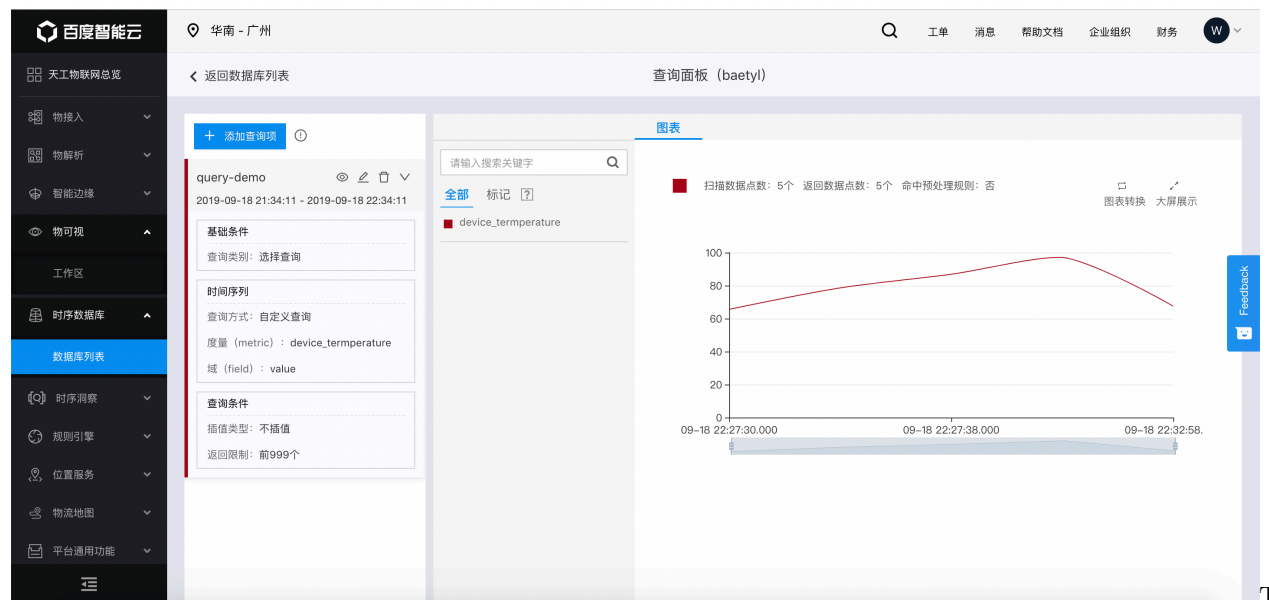 百度智能云
华南 - 广州
工单 消息 帮助文档 企业组织 财务 W
天工物联网总览
返回数据库列表
查询面板（baetyl）
物接入
物解析
智能边缘
物可视
工作区
时序数据库
数据库列表
时序洞察
规则引擎
位置服务
物流地图
平台通用功能
+ 添加查询项
query-demo
2019-09-18 21:34:11 - 2019-09-18 22:34:11
基础条件
查询类别：选择查询
时间序列
查询方式：自定义查询
度量（metric）：device_termperature
域（field）：value
查询条件
插值类型：不插值
返回限制：前999个
图表
请输入搜索关键字
全部 标记 ?
device_termperature
扫描数据点数：5个 返回数据点数：5个 命中预处理规则：否
图表转换 大屏展示
100
80
60
40
20
0
09-18 22:27:30.000 09-18 22:27:38.000 09-18 22:32:58.
Feedback